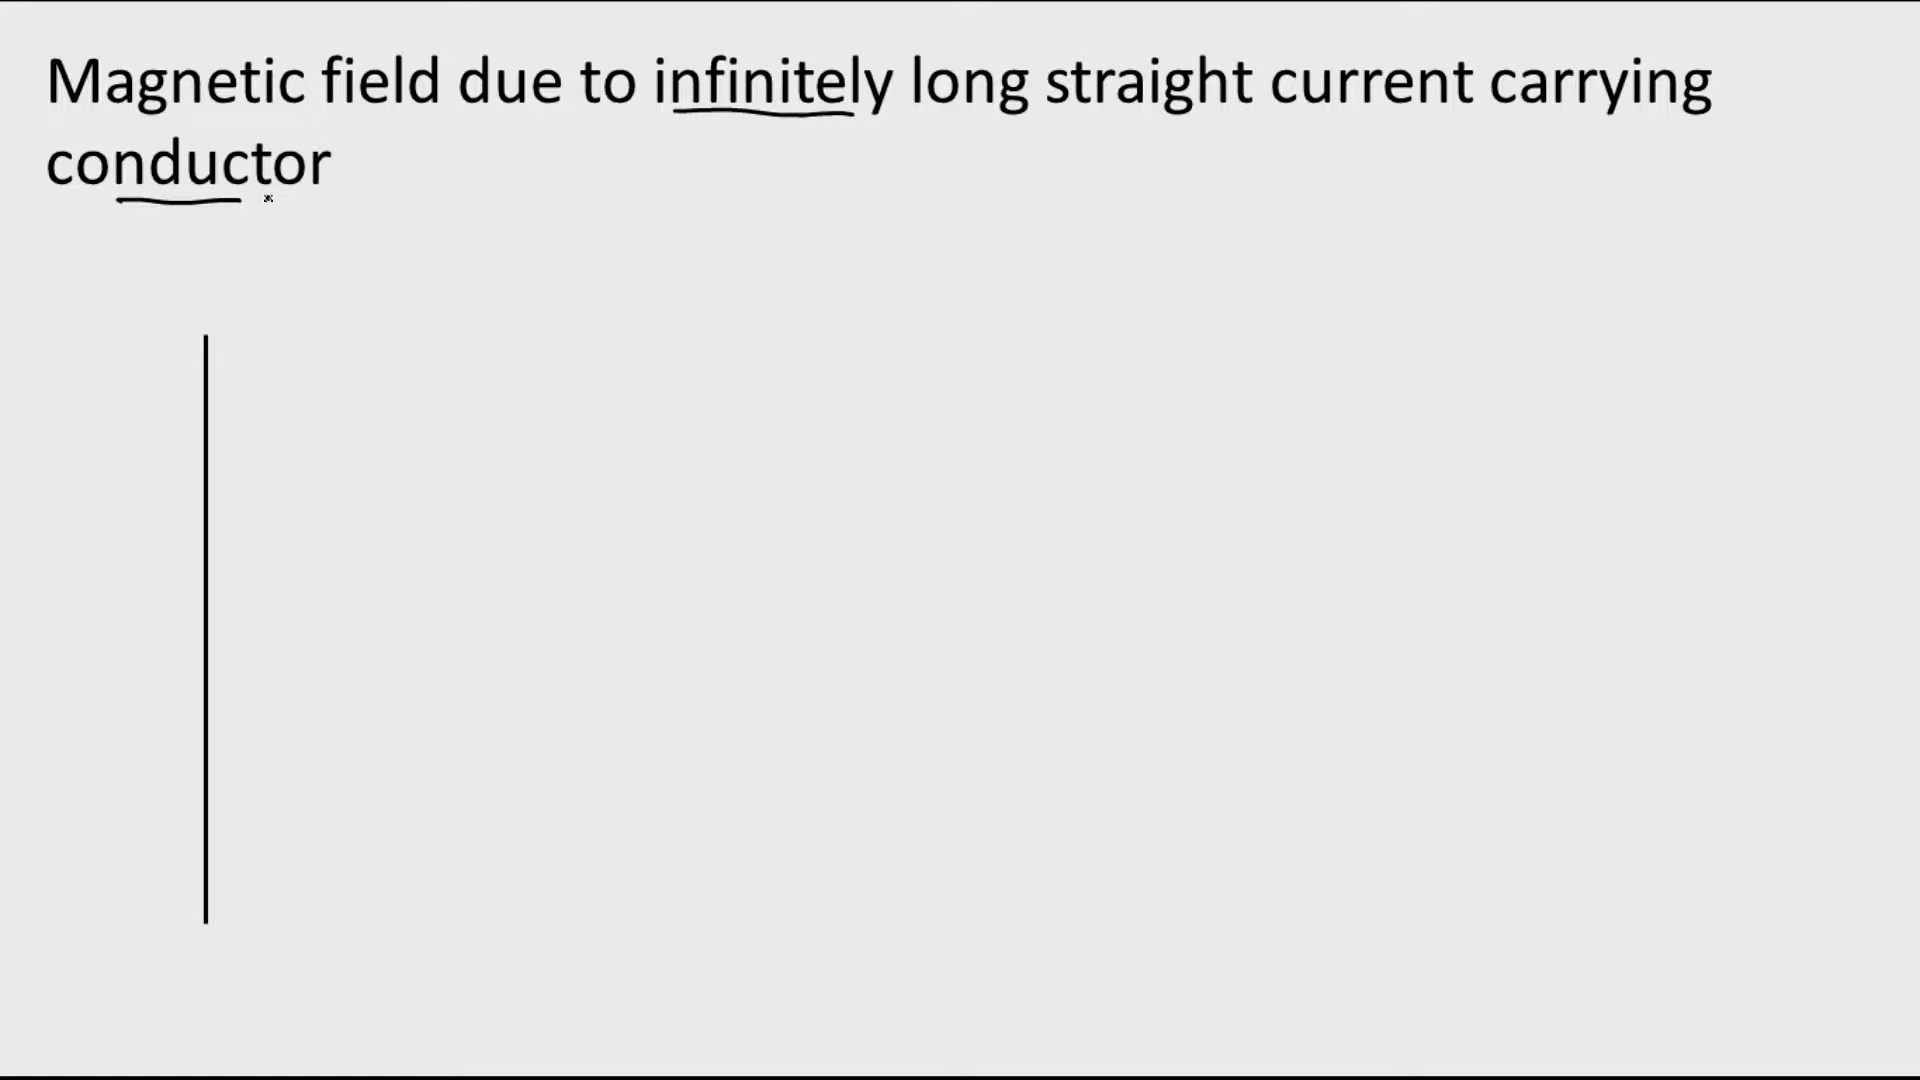 Magnetic field due to infinitely long straight current carrying
conductor